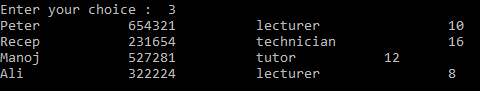 Enter your choice :  3
Peter 654321 lecturer 10
Recep 231654 technician 16
Manoj 527281 tutor 12
Ali 322224 lecturer 8